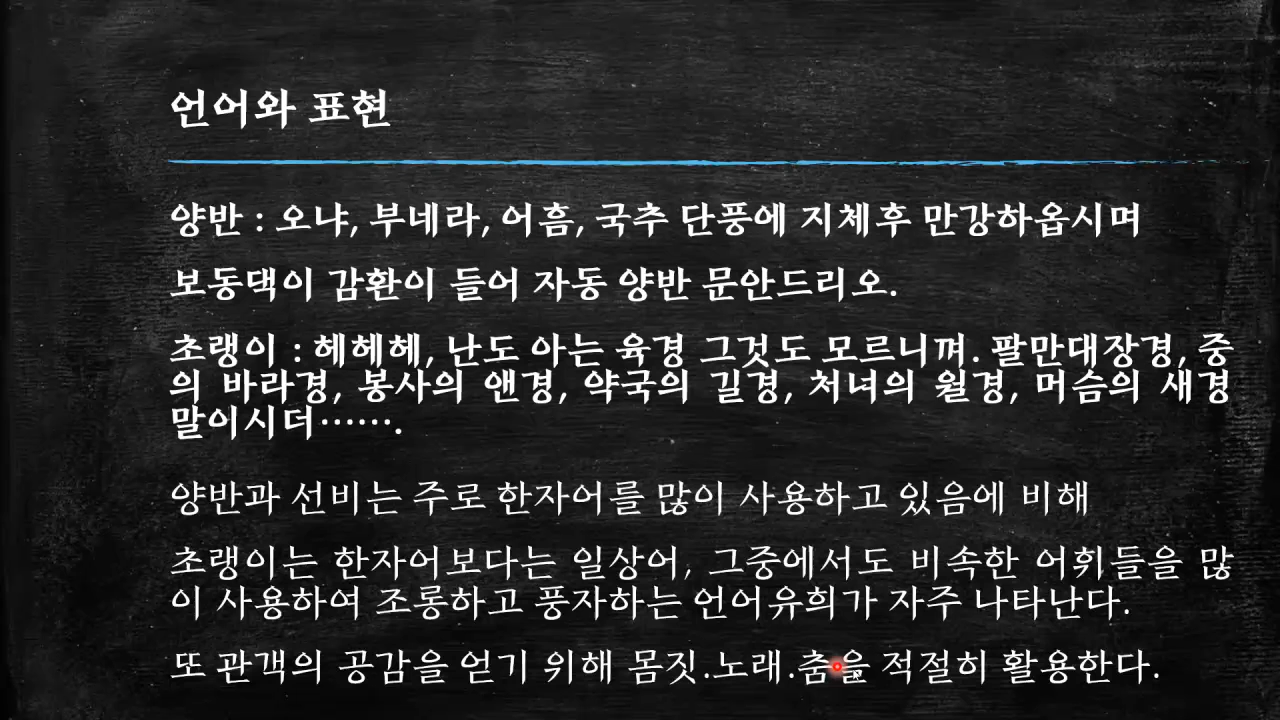 언어와 표현
양반 : 오냐, 부네라, 어흠, 국추 단풍에 지체후 만강하옵시며
보동댁이 감환이 들어 자동 양반 문안드리오.
초랭이 : 헤헤헤, 난도 아는 육경 그것도 모르니껴. 팔만대장경, 중
의 바라경, 봉사의 앤경, 약국의 길경, 처녀의 월경, 머슴의 새경
말이시더…….
양반과 선비는 주로 한자어를 많이 사용하고 있음에 비해
초랭이는 한자어보다는 일상어, 그중에서도 비속한 어휘들을 많
이 사용하여 조롱하고 풍자하는 언어유희가 자주 나타난다.
또 관객의 공감을 얻기 위해 몸짓.노래.춤을 적절히 활용한다.